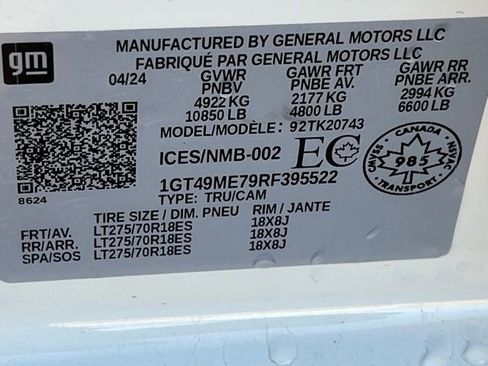 gm
MANUFACTURED BY GENERAL MOTORS LLC
FABRIQUÉ PAR GENERAL MOTORS LLC
04/24 GVWR GAWR FRT GAWR RR
PNBV PNBE AV. PNBE ARR.
4922 KG 2177 KG 2994 KG
10850 LB 4800 LB 6600 LB
MODEL/MODÈLE: 92TK20743
ICES/NMB-002 EC
CANADA
985
TRANSPORT
CMVSS
NSVAC
1GT49ME79RF395522
8624
TYPE: TRU/CAM
TIRE SIZE / DIM. PNEU RIM / JANTE
FRT/AV. LT275/70R18ES 18X8J
RR/ARR. LT275/70R18ES 18X8J
SPA/SOS LT275/70R18ES 18X8J